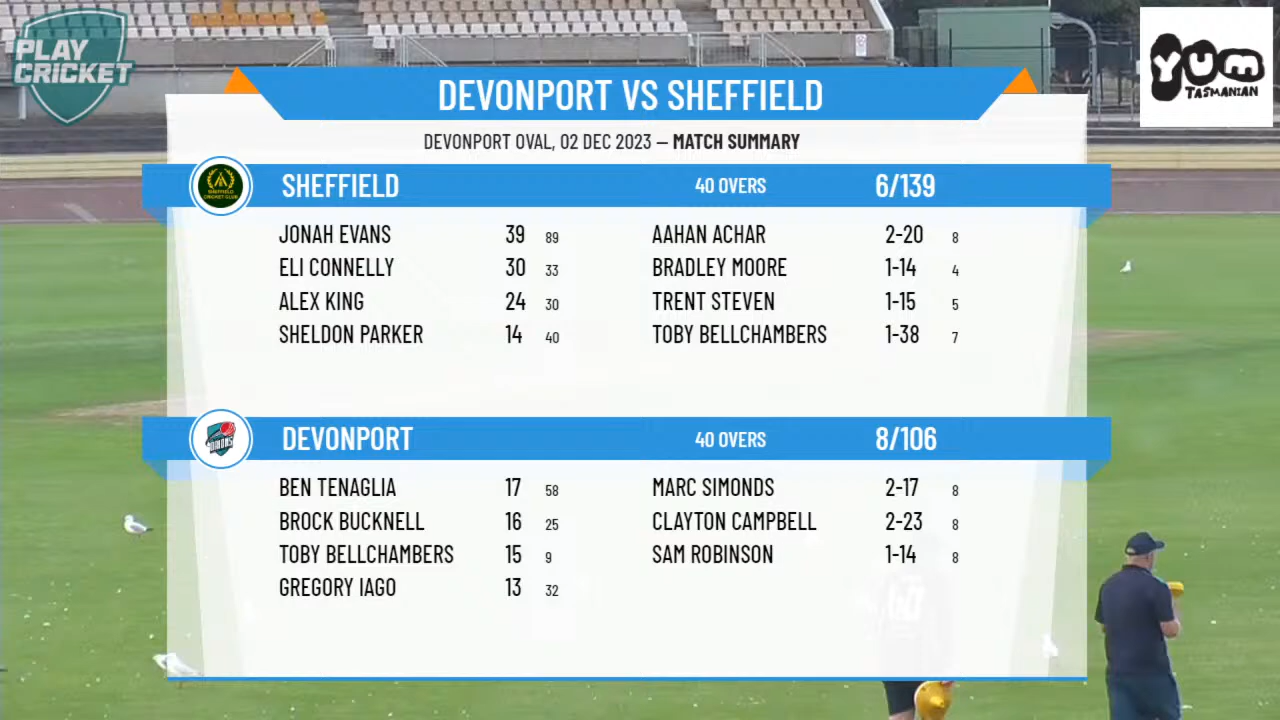 PLAY
CRICKET
YUM
TASMANIAN
DEVONPORT VS SHEFFIELD
DEVONPORT OVAL, 02 DEC 2023 – MATCH SUMMARY
SHEFFIELD 40 OVERS 6/139
JONAH EVANS 39 89 AAHAN ACHAR 2-20 8
ELI CONNELLY 30 33 BRADLEY MOORE 1-14 4
ALEX KING 24 30 TRENT STEVEN 1-15 5
SHELDON PARKER 14 40 TOBY BELLCHAMBERS 1-38 7
DEVONPORT 40 OVERS 8/106
BEN TENAGLIA 17 58 MARC SIMONDS 2-17 8
BROCK BUCKNELL 16 25 CLAYTON CAMPBELL 2-23 8
TOBY BELLCHAMBERS 15 9 SAM ROBINSON 1-14 8
GREGORY IAGO 13 32